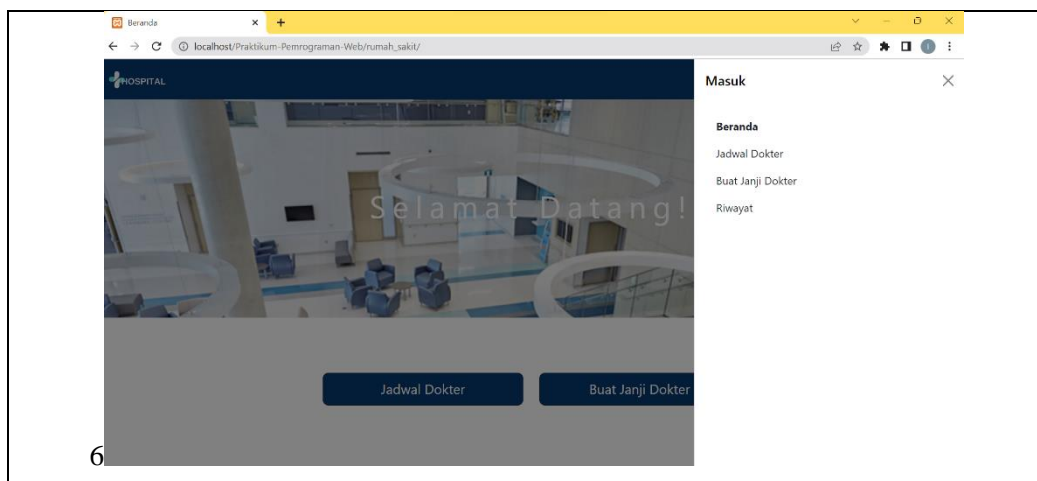 Beranda
localhost/Praktikum-Pemrograman-Web/rumah_sakit/
HOSPITAL
Masuk
Beranda
Jadwal Dokter
Buat Janji Dokter
Riwayat
Selamat Datang!
Jadwal Dokter
Buat Janji Dokter
6